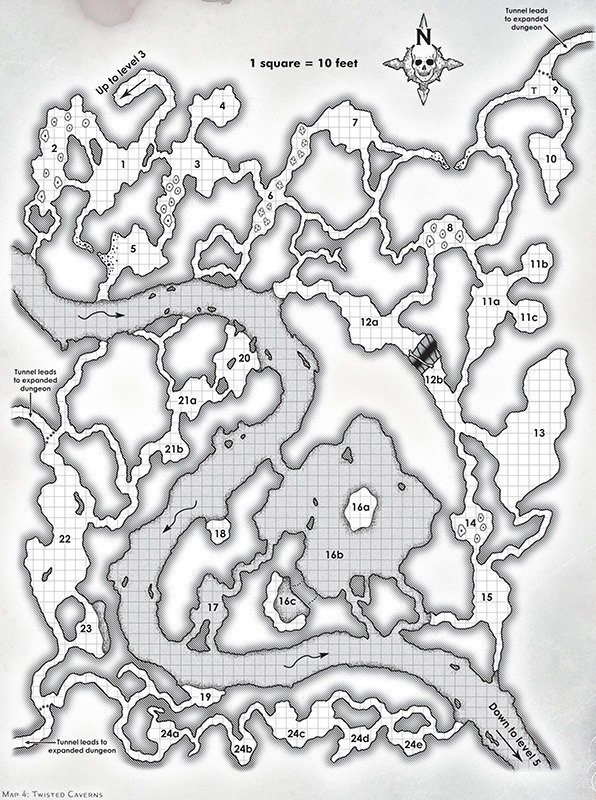 Tunnel leads
to expanded
dungeon
N
1 square = 10 feet
Up to level 3
4
T
9
T
7
2
1
3
10
6
8
5
11b
11a
11c
12a
20
12b
Tunnel leads
to expanded
dungeon
21a
13
21b
16a
14
18
22
16b
16c
17
15
23
19
Down to level 5
24a
24c
24d
24e
24b
Tunnel leads to
expanded dungeon
Map 4: Twisted Caverns